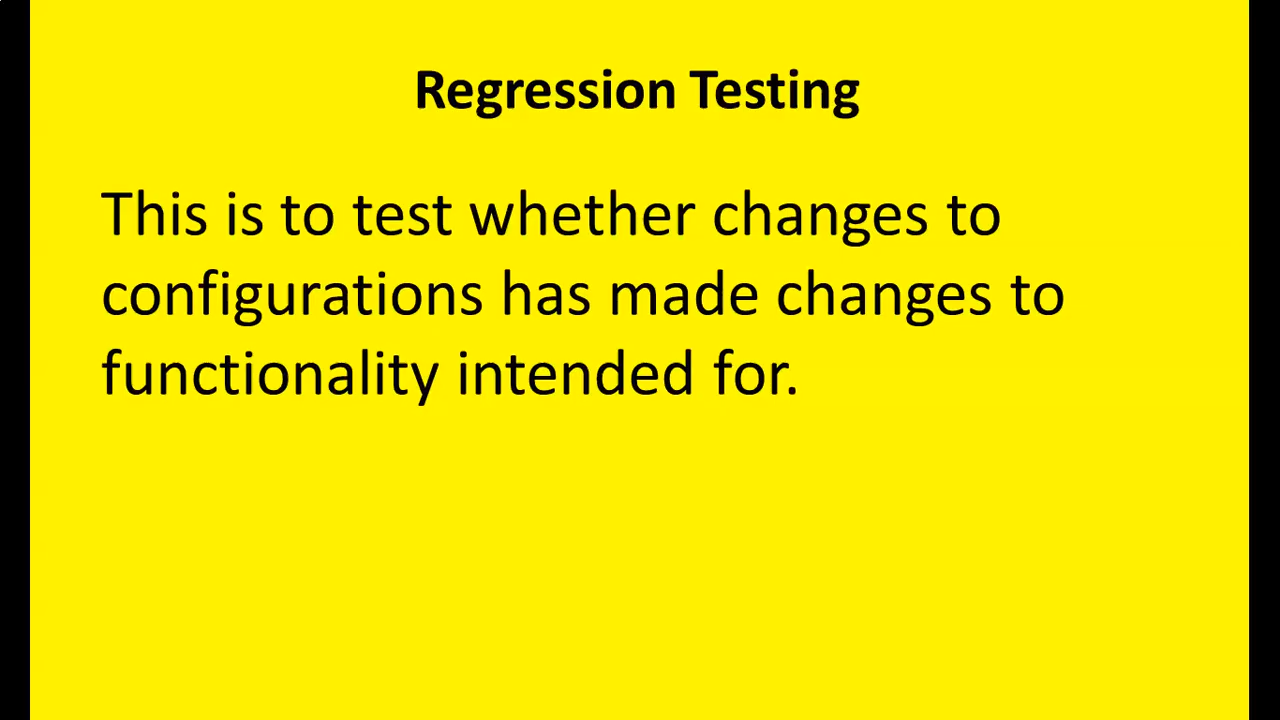 Regression Testing
This is to test whether changes to
configurations has made changes to
functionality intended for.